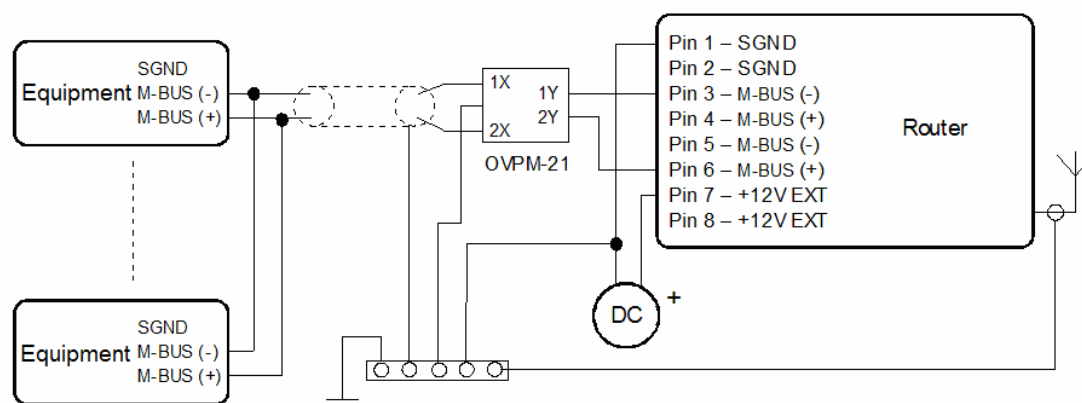 SGND
Equipment M-BUS (-)
M-BUS (+)
1X
1Y
2Y
2X
OVPM-21
Pin 1 – SGND
Pin 2 – SGND
Pin 3 – M-BUS (-)
Pin 4 – M-BUS (+)
Pin 5 – M-BUS (-)
Pin 6 – M-BUS (+)
Pin 7 – +12V EXT
Pin 8 – +12V EXT
Router
DC +
SGND
Equipment M-BUS (-)
M-BUS (+)